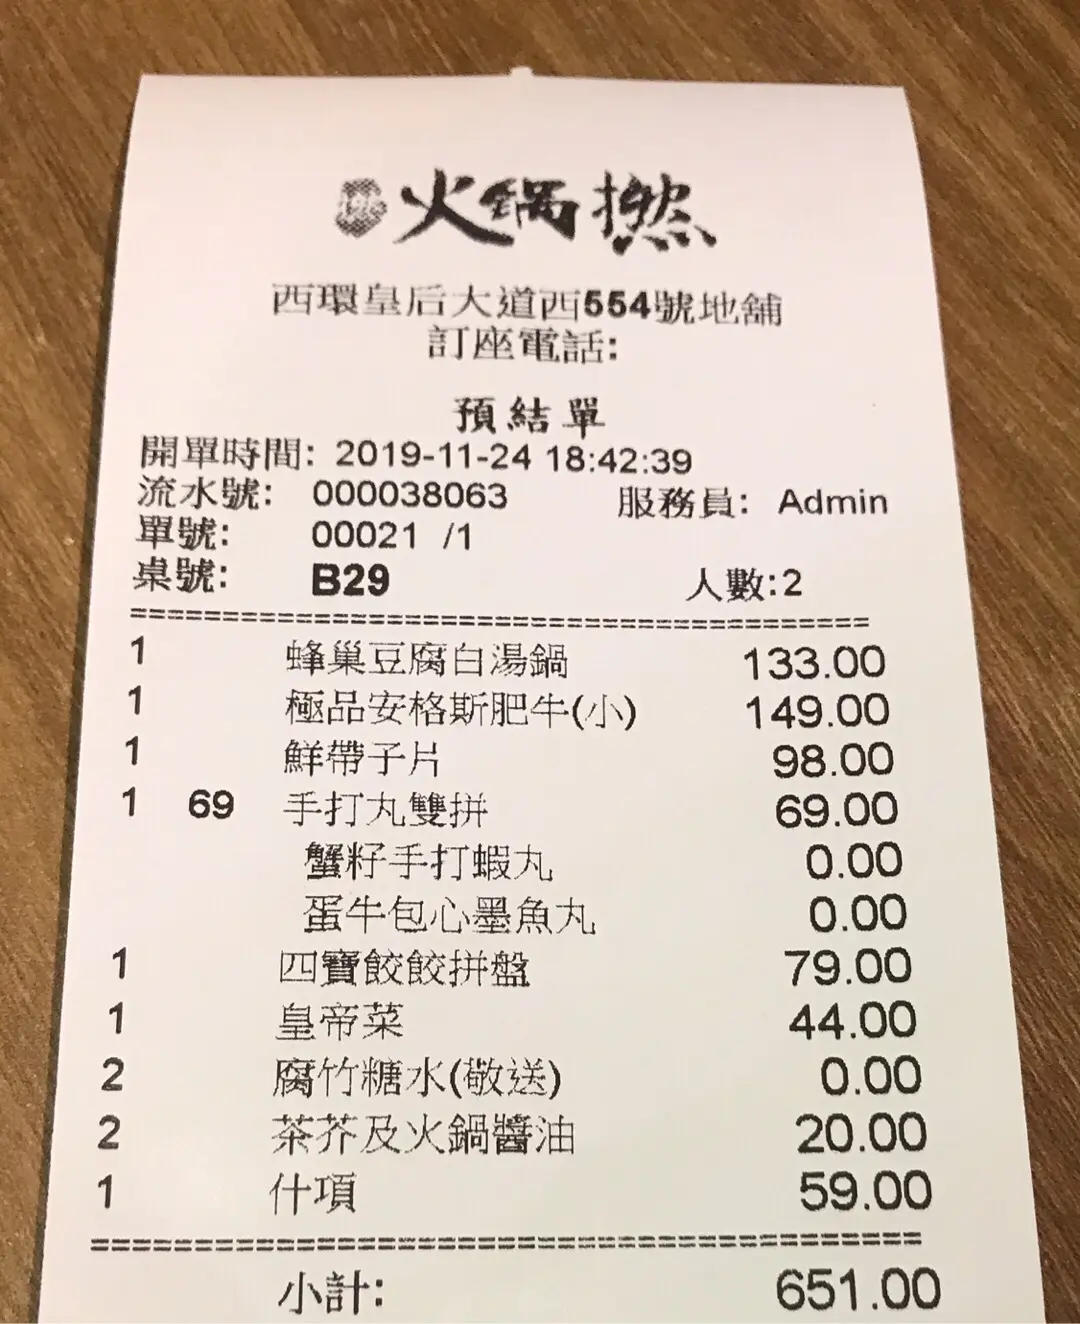 火鍋撚
西環皇后大道西554號地舖
訂座電話:
預結單
開單時間: 2019-11-24 18:42:39
流水號: 000038063 服務員: Admin
單號: 00021 /1
桌號: B29 人數:2
1 蜂巢豆腐白湯鍋 133.00
1 極品安格斯肥牛(小) 149.00
1 鮮帶子片 98.00
1 69 手打丸雙拼 69.00
蟹籽手打蝦丸 0.00
蛋牛包心墨魚丸 0.00
1 四寶餃餃拼盤 79.00
1 皇帝菜 44.00
2 腐竹糖水(敬送) 0.00
2 茶芥及火鍋醬油 20.00
1 什項 59.00
小計: 651.00